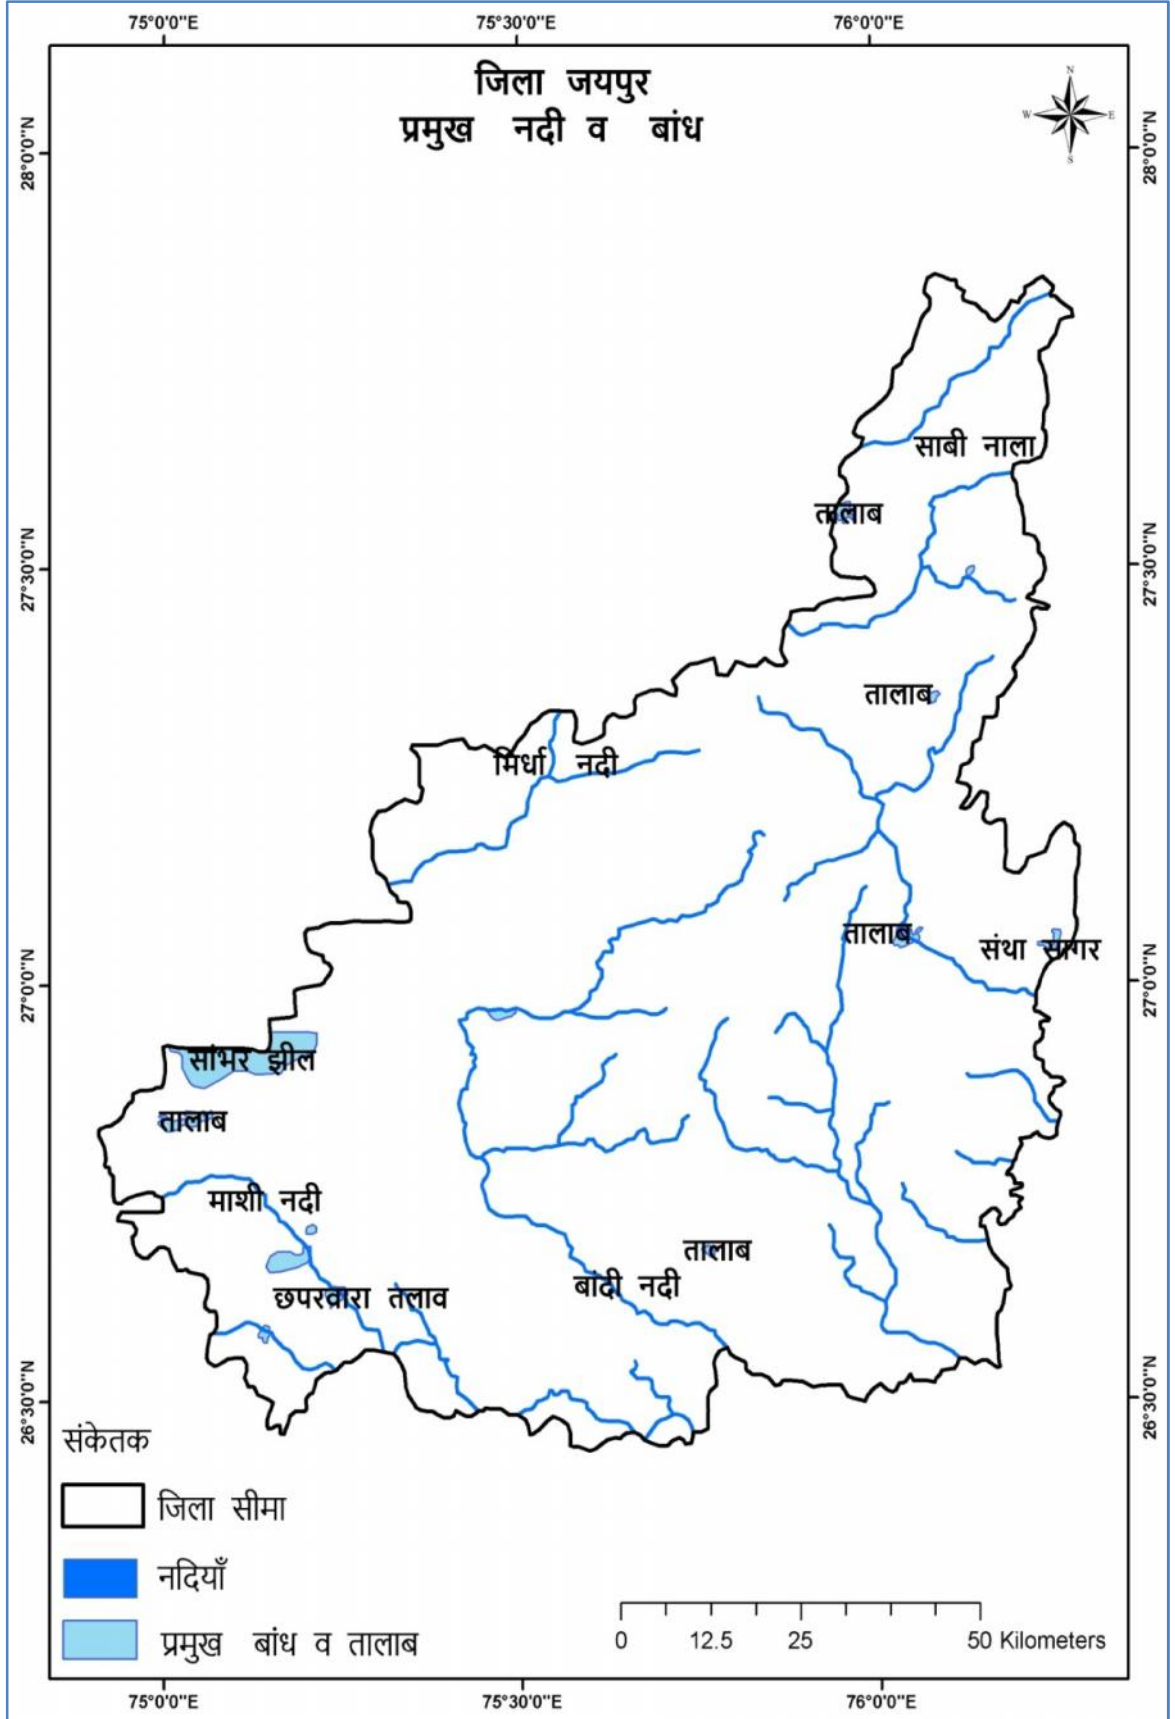 75°0'0"E 75°30'0"E 76°0'0"E
जिला जयपुर
प्रमुख नदी व बांध
N
W E
S
28°0'0"N 28°0'0"N
साबी नाला
तालाब
27°30'0"N 27°30'0"N
तालाब
मिर्धा नदी
तालाब
संथा सागर
27°0'0"N 27°0'0"N
सांभर झील
तालाब
माशी नदी
तालाब
बांदी नदी
छपरवारा तलाव
26°30'0"N 26°30'0"N
संकेतक
जिला सीमा
नदियाँ
प्रमुख बांध व तालाब
0 12.5 25 50 Kilometers
75°0'0"E 75°30'0"E 76°0'0"E